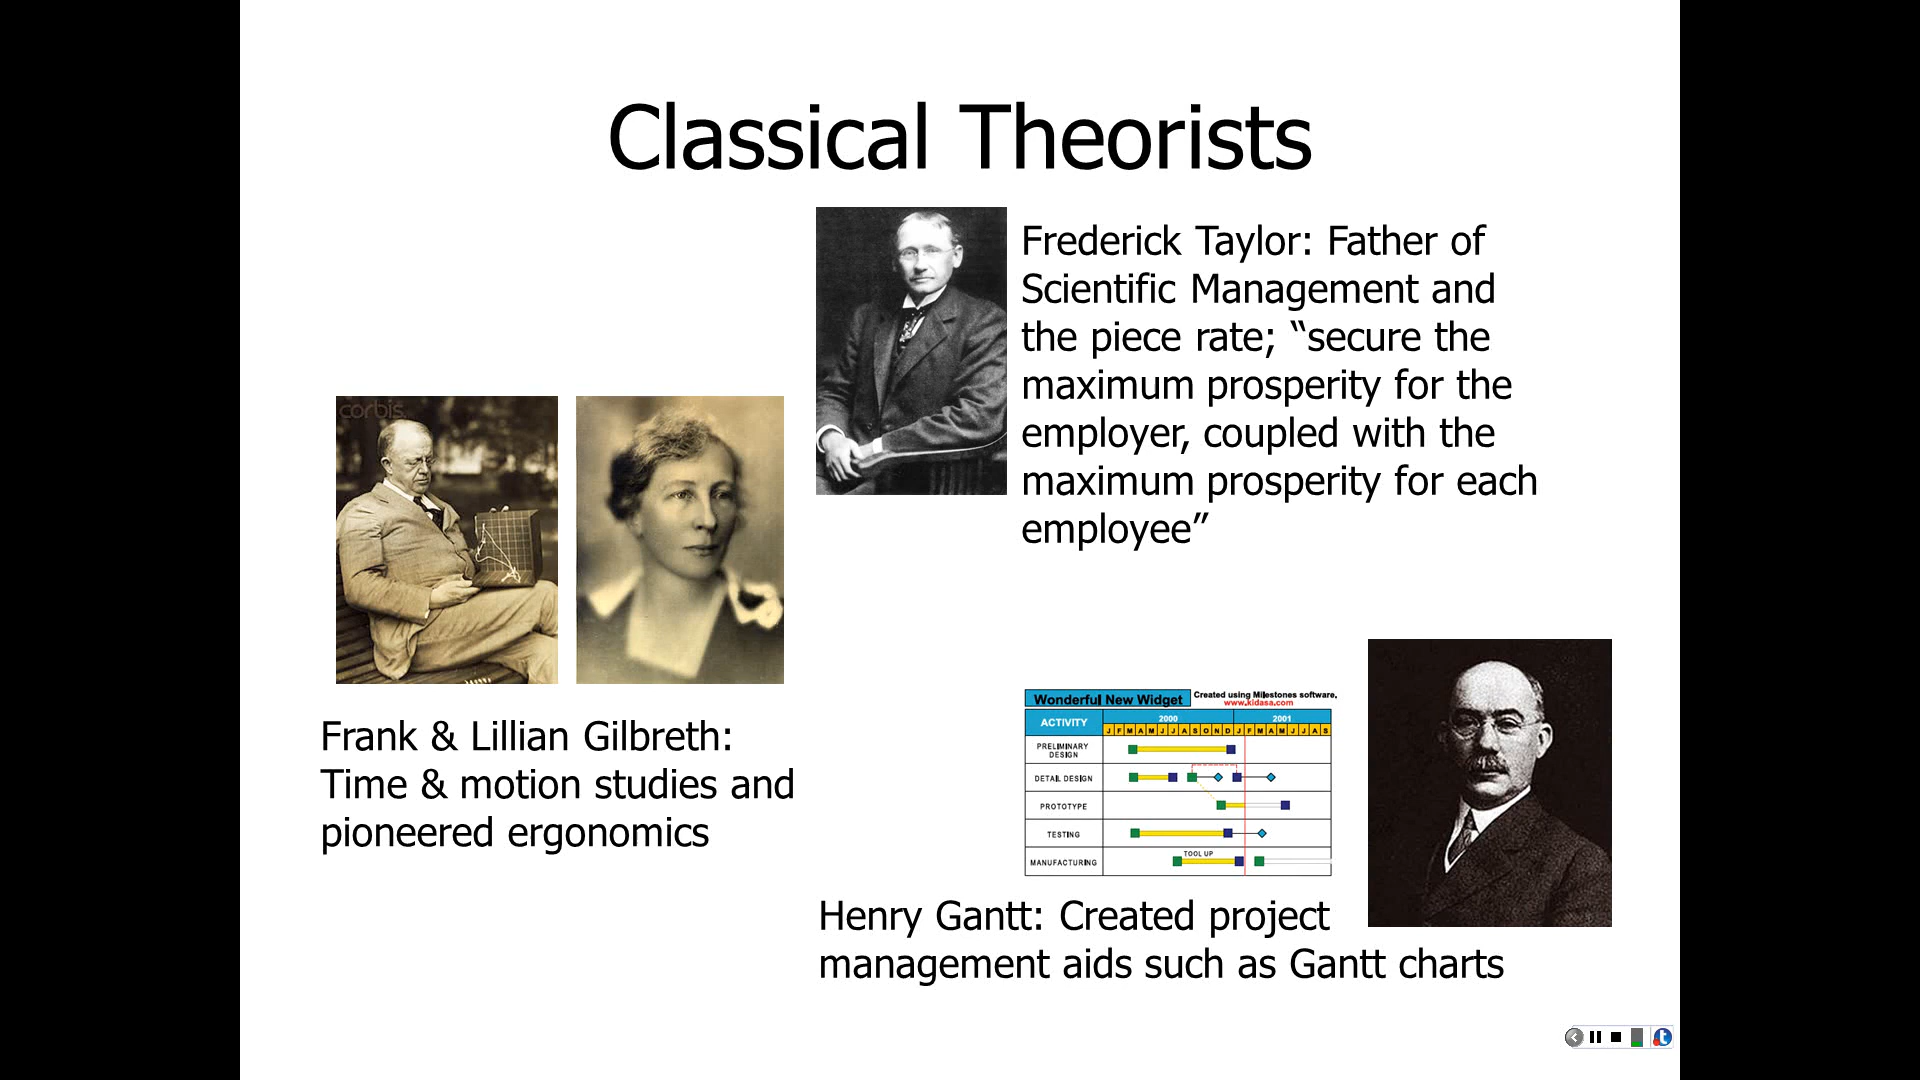 Classical Theorists
Frederick Taylor: Father of
Scientific Management and
the piece rate; “secure the
maximum prosperity for the
employer, coupled with the
maximum prosperity for each
employee”
corbis.
Frank & Lillian Gilbreth:
Time & motion studies and
pioneered ergonomics
Wonderful New Widget
Created using Milestones software.
www.kidasa.com
ACTIVITY
2000 2001
J F M A M J J A S O N D J F M A M J J A S
PRELIMINARY
DESIGN
DETAIL DESIGN
PROTOTYPE
TESTING
TOOL UP
MANUFACTURING
Henry Gantt: Created project
management aids such as Gantt charts
t